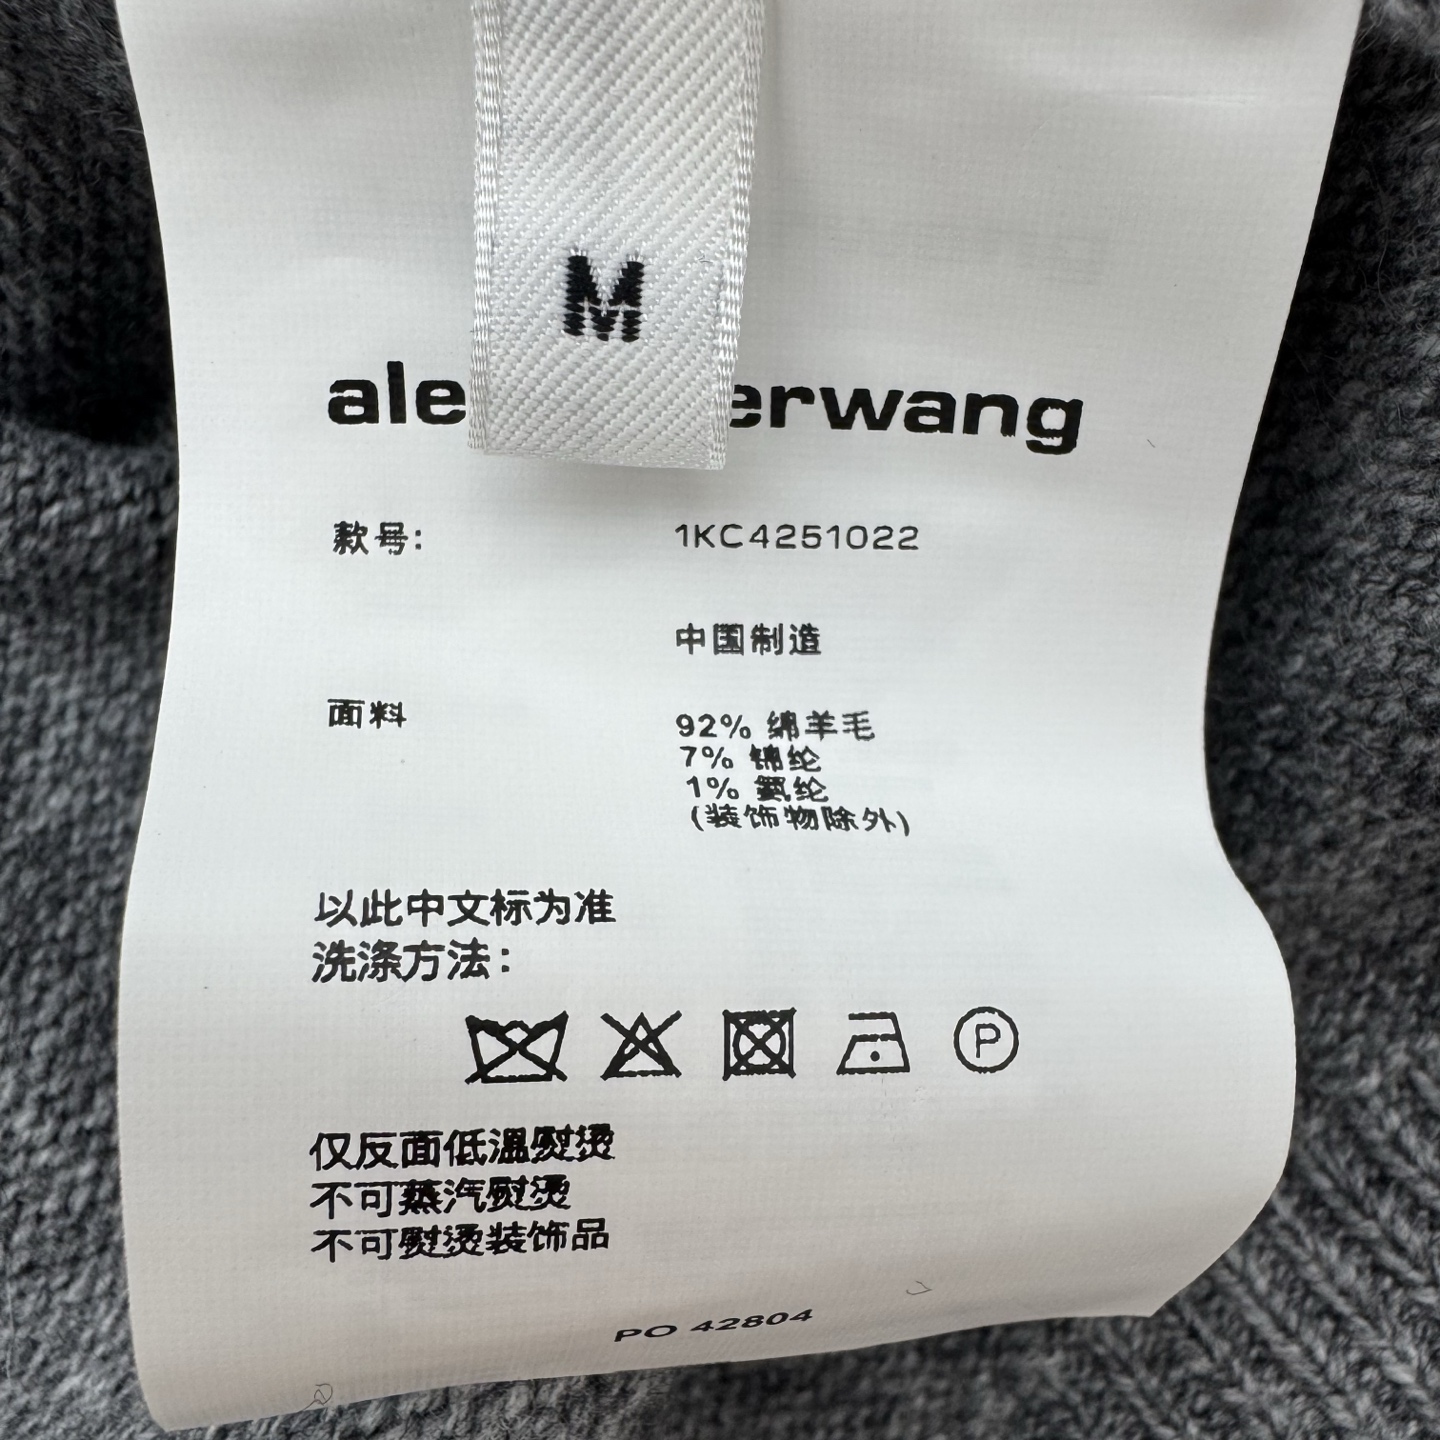 M
ale erwang
款号: 1KC4251022
中国制造
面料 92% 绵羊毛
7% 锦纶
1% 氨纶
(装饰物除外)
以此中文标为准
洗涤方法:
P
仅反面低温熨烫
不可蒸汽熨烫
不可熨烫装饰品
PO 42804